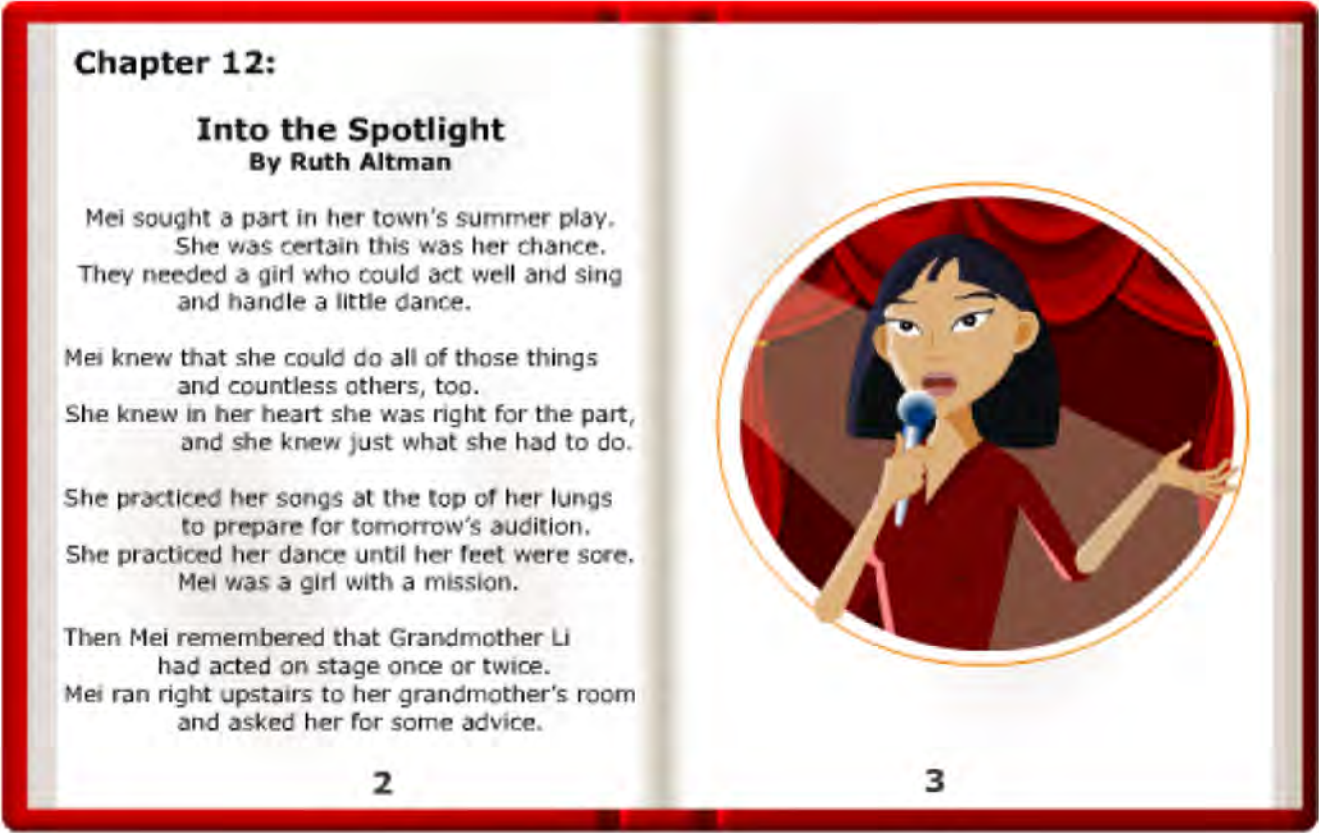 Chapter 12:
Into the Spotlight
By Ruth Altman
Mei sought a part in her town's summer play.
She was certain this was her chance.
They needed a girl who could act well and sing
and handle a little dance.
Mei knew that she could do all of those things
and countless others, too.
She knew in her heart she was right for the part,
and she knew just what she had to do.
She practiced her songs at the top of her lungs
to prepare for tomorrow's audition.
She practiced her dance until her feet were sore.
Mei was a girl with a mission.
Then Mei remembered that Grandmother Li
had acted on stage once or twice.
Mei ran right upstairs to her grandmother's room
and asked her for some advice.
2
3